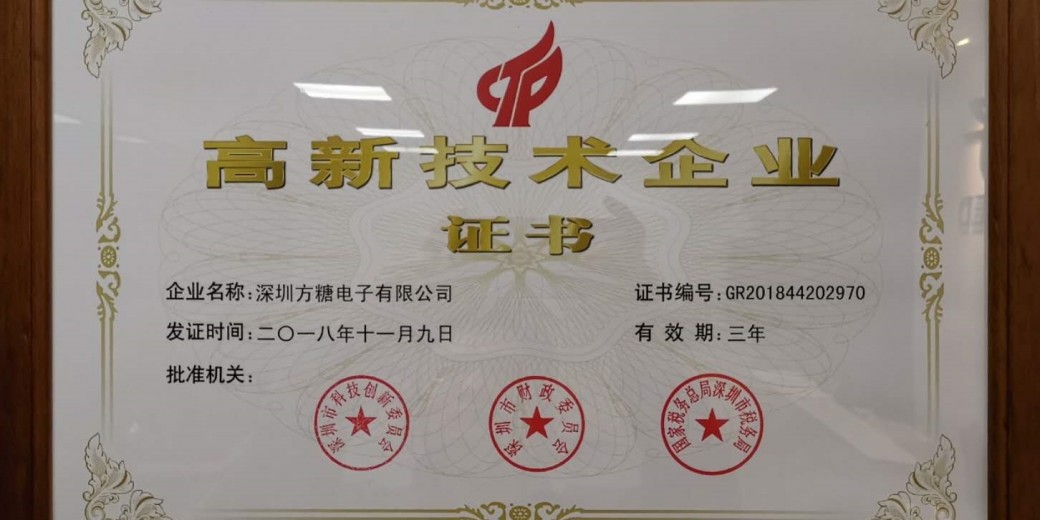 CTP
高新技术企业
证书
企业名称:深圳方糖电子有限公司
证书编号:GR201844202970
发证时间:二〇一八年十一月九日
有效期:三年
批准机关:
深圳市科技创新委员会
深圳市财政委员会
国家税务总局深圳市税务局